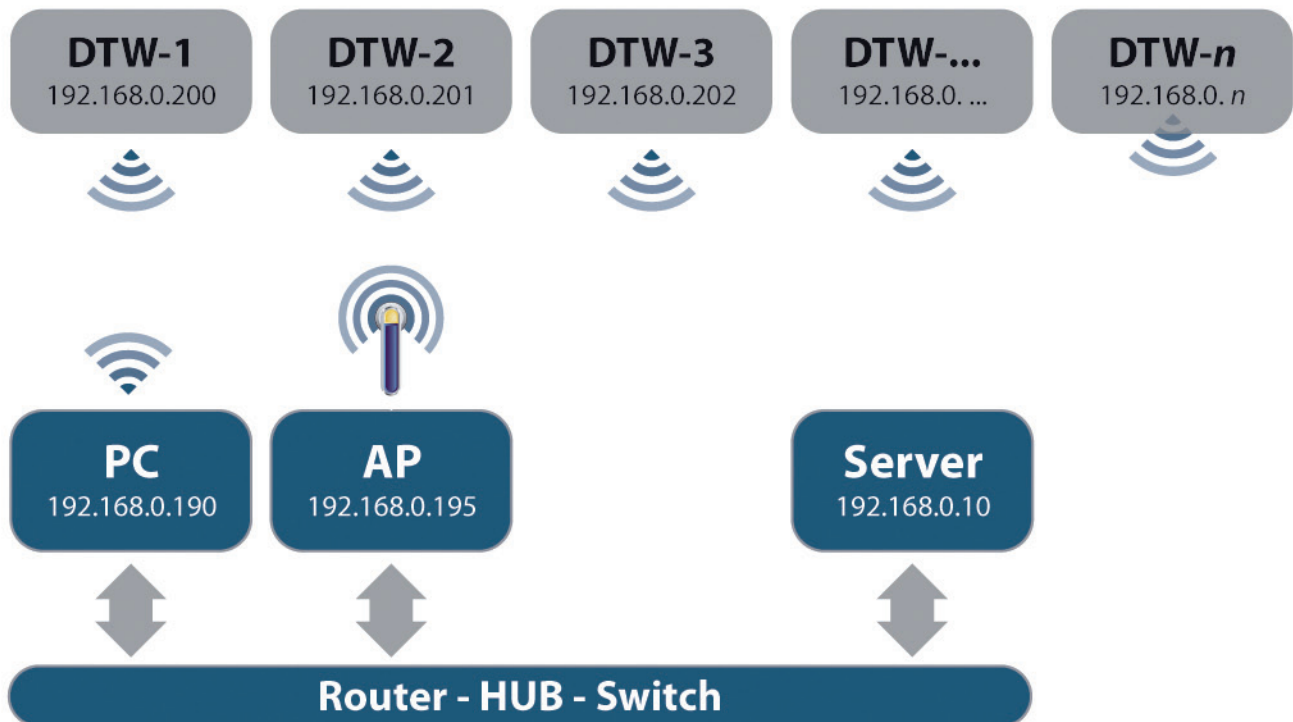 DTW-1
192.168.0.200
DTW-2
192.168.0.201
DTW-3
192.168.0.202
DTW-...
192.168.0. ...
DTW-n
192.168.0. n
PC
192.168.0.190
AP
192.168.0.195
Server
192.168.0.10
Router - HUB - Switch